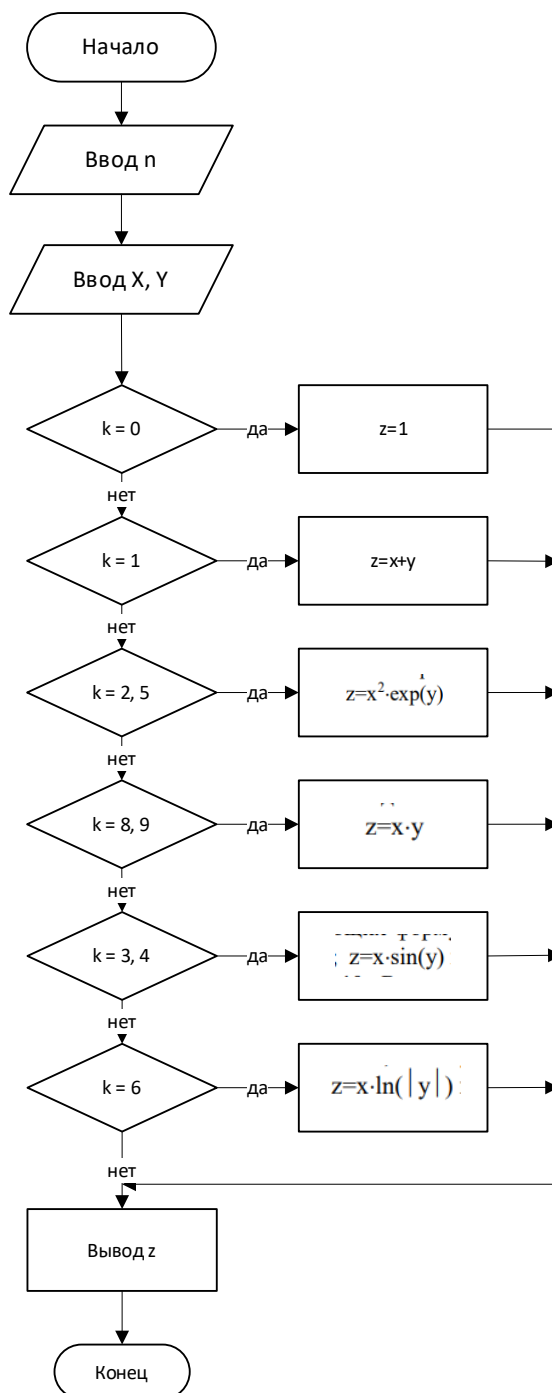 Начало
Ввод n
Ввод X, Y
k = 0
да
z=1
нет
k = 1
да
z=x+y
нет
k = 2, 5
да
z=x²·exp(y)
нет
k = 8, 9
да
z=x·y
нет
k = 3, 4
да
; z=x·sin(y)
нет
k = 6
да
z=x·ln(|y|)
нет
Вывод z
Конец